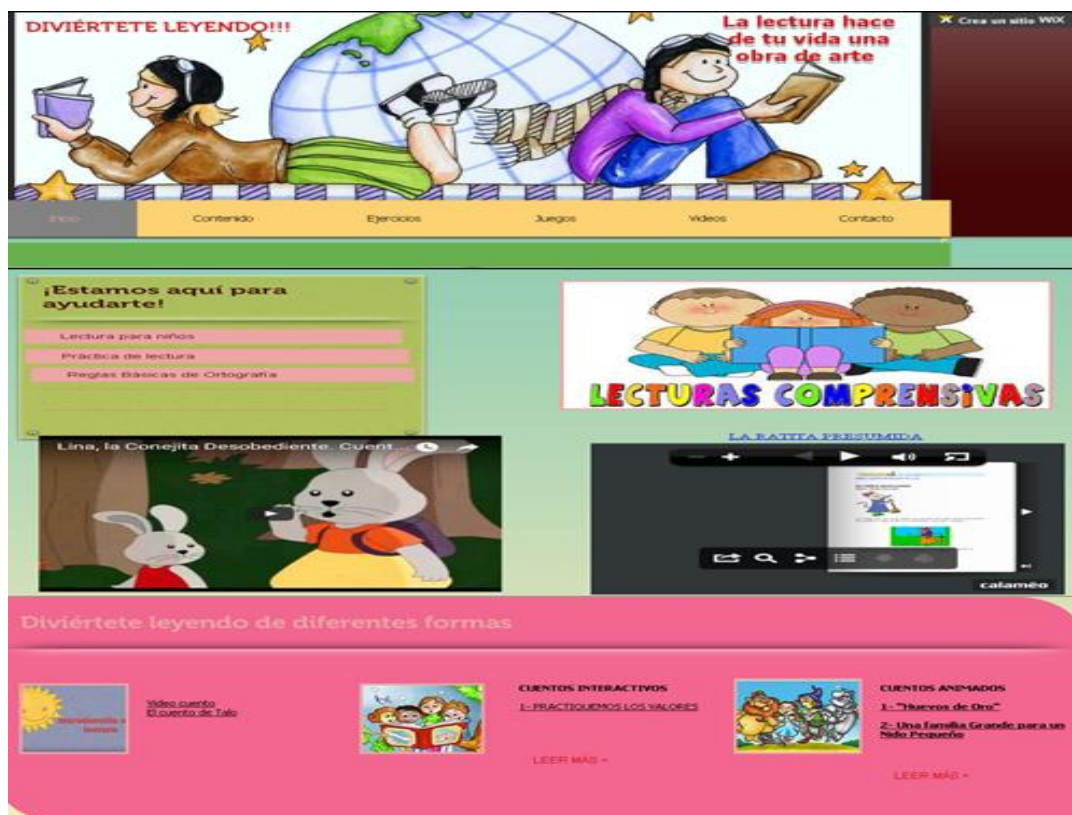 DIVIÉRTETE LEYENDO!!!
La lectura hace
de tu vida una
obra de arte
Crea un sitio WIX
Inicio
Contenido
Ejercicios
Juegos
Videos
Contacto
¡Estamos aquí para
ayudarte!
Lectura para niños
Práctica de lectura
Reglas Básicas de Ortografía
LECTURAS COMPRENSIVAS
Lina, la Conejita Desobediente. Cuent...
LA RATITA PRESUMIDA
calaméo
Diviértete leyendo de diferentes formas
lectura
Video cuento
El cuento de Talo
CUENTOS INTERACTIVOS
1- PRACTIQUEMOS LOS VALORES
LEER MÁS »
CUENTOS ANIMADOS
1- "Huevos de Oro"
2- Una familia Grande para un
Nido Pequeño
LEER MÁS »